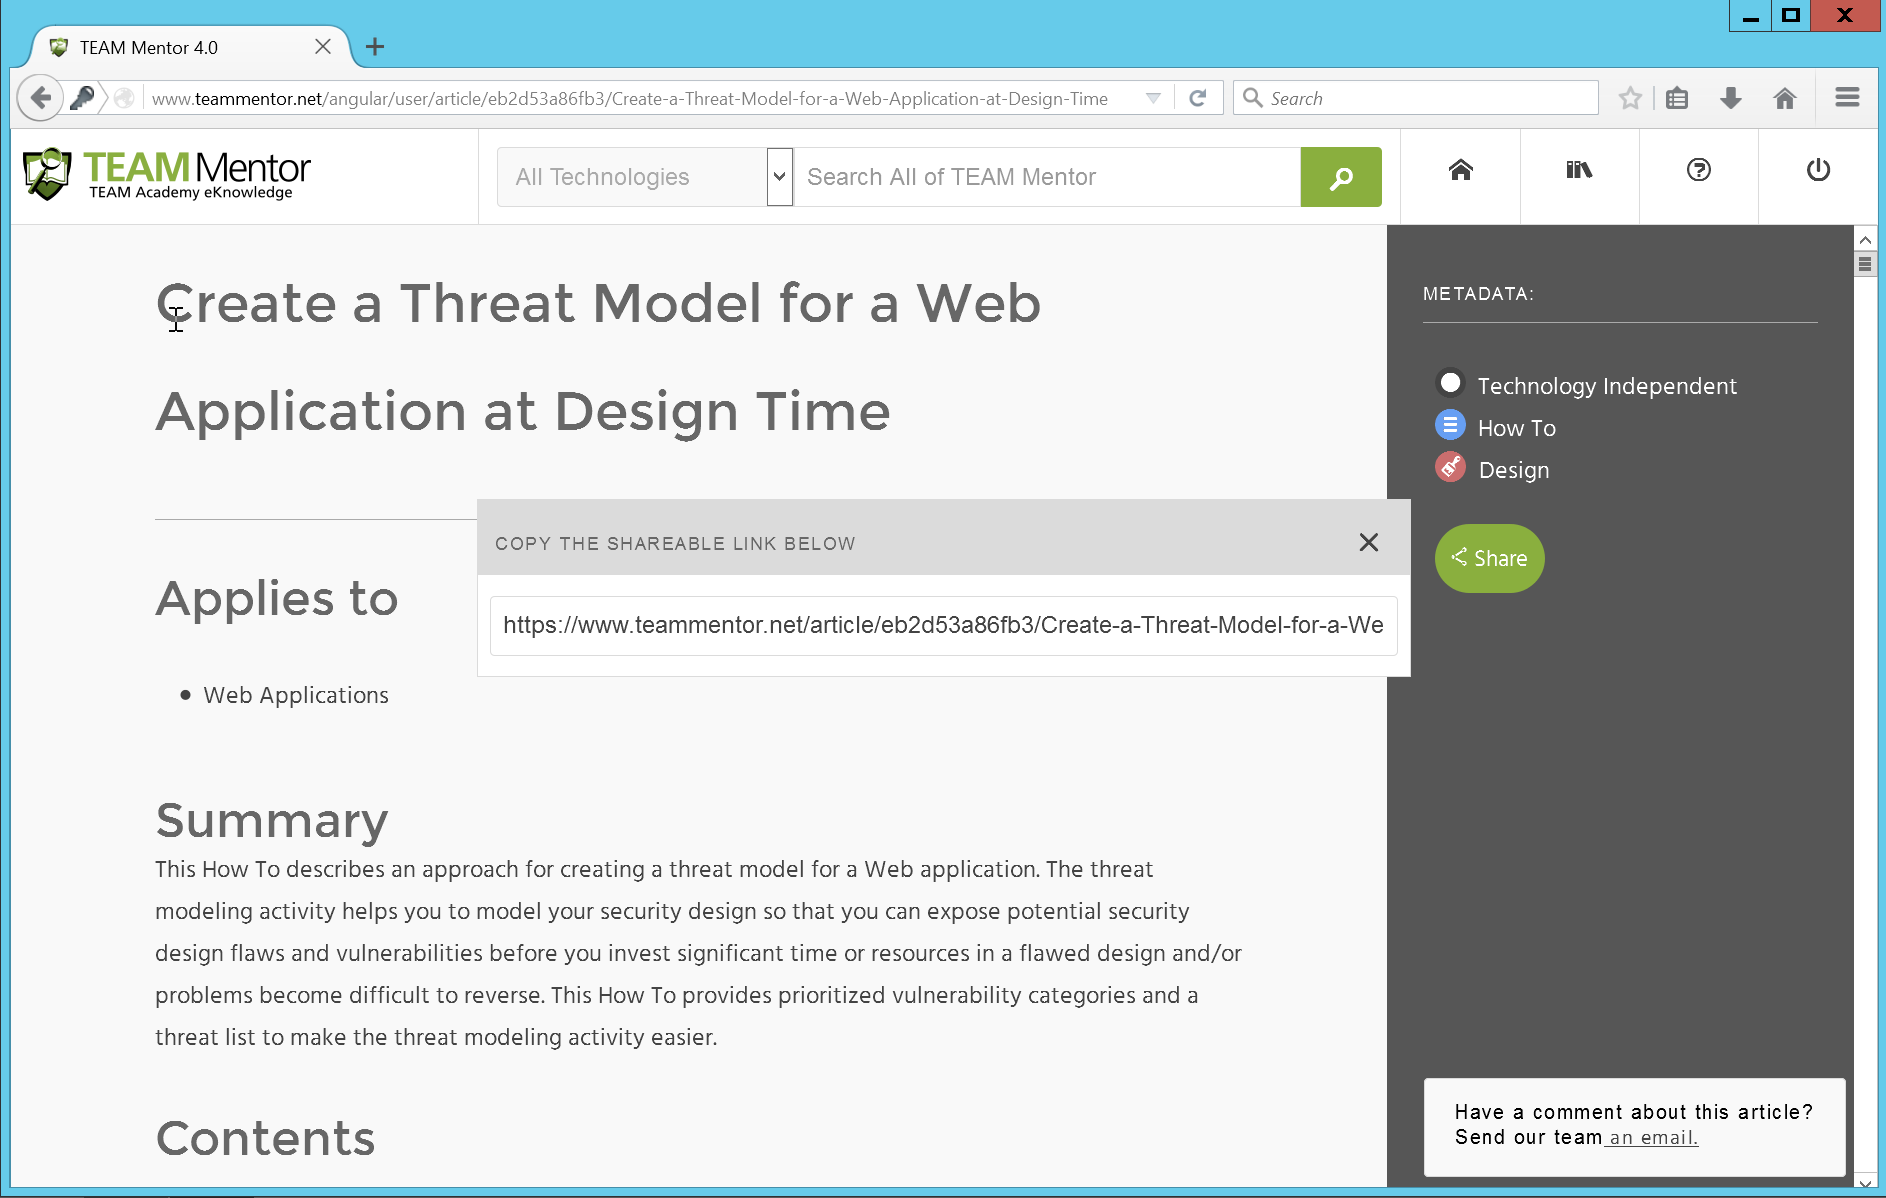 TEAM Mentor 4.0
www.teammentor.net/angular/user/article/eb2d53a86fb3/Create-a-Threat-Model-for-a-Web-Application-at-Design-Time
Search
TEAM Mentor
TEAM Academy eKnowledge
All Technologies
Search All of TEAM Mentor
Create a Threat Model for a Web
Application at Design Time
METADATA:
Technology Independent
How To
Design
Share
COPY THE SHAREABLE LINK BELOW
https://www.teammentor.net/article/eb2d53a86fb3/Create-a-Threat-Model-for-a-We
Applies to
• Web Applications
Summary
This How To describes an approach for creating a threat model for a Web application. The threat
modeling activity helps you to model your security design so that you can expose potential security
design flaws and vulnerabilities before you invest significant time or resources in a flawed design and/or
problems become difficult to reverse. This How To provides prioritized vulnerability categories and a
threat list to make the threat modeling activity easier.
Contents
Have a comment about this article?
Send our team an email.